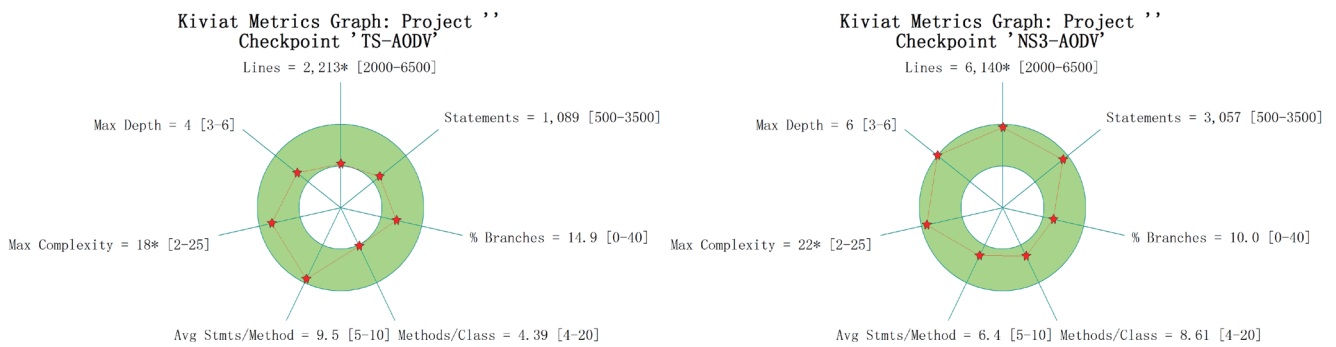 Kiviat Metrics Graph: Project ''
Checkpoint 'TS-AODV'
Lines = 2,213* [2000-6500]
Statements = 1,089 [500-3500]
Max Depth = 4 [3-6]
% Branches = 14.9 [0-40]
Max Complexity = 18* [2-25]
Avg Stmts/Method = 9.5 [5-10]
Methods/Class = 4.39 [4-20]
Kiviat Metrics Graph: Project ''
Checkpoint 'NS3-AODV'
Lines = 6,140* [2000-6500]
Statements = 3,057 [500-3500]
Max Depth = 6 [3-6]
% Branches = 10.0 [0-40]
Max Complexity = 22* [2-25]
Avg Stmts/Method = 6.4 [5-10]
Methods/Class = 8.61 [4-20]